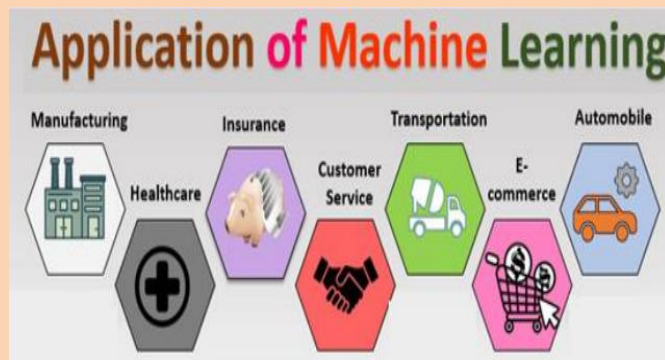 Application of Machine Learning
Manufacturing
Healthcare
Insurance
Customer
Service
Transportation
E-
commerce
Automobile
$
$